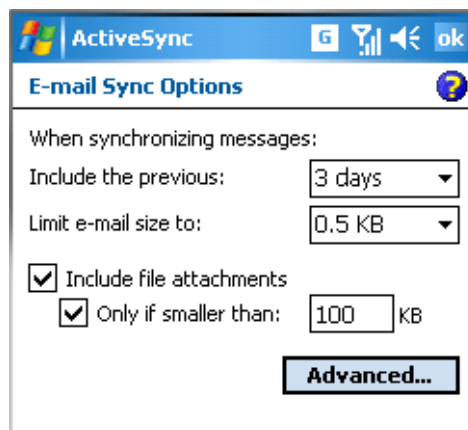 ActiveSync G ok
E-mail Sync Options ?
When synchronizing messages:
Include the previous: 3 days
Limit e-mail size to: 0.5 KB
Include file attachments
Only if smaller than: 100 KB
Advanced...